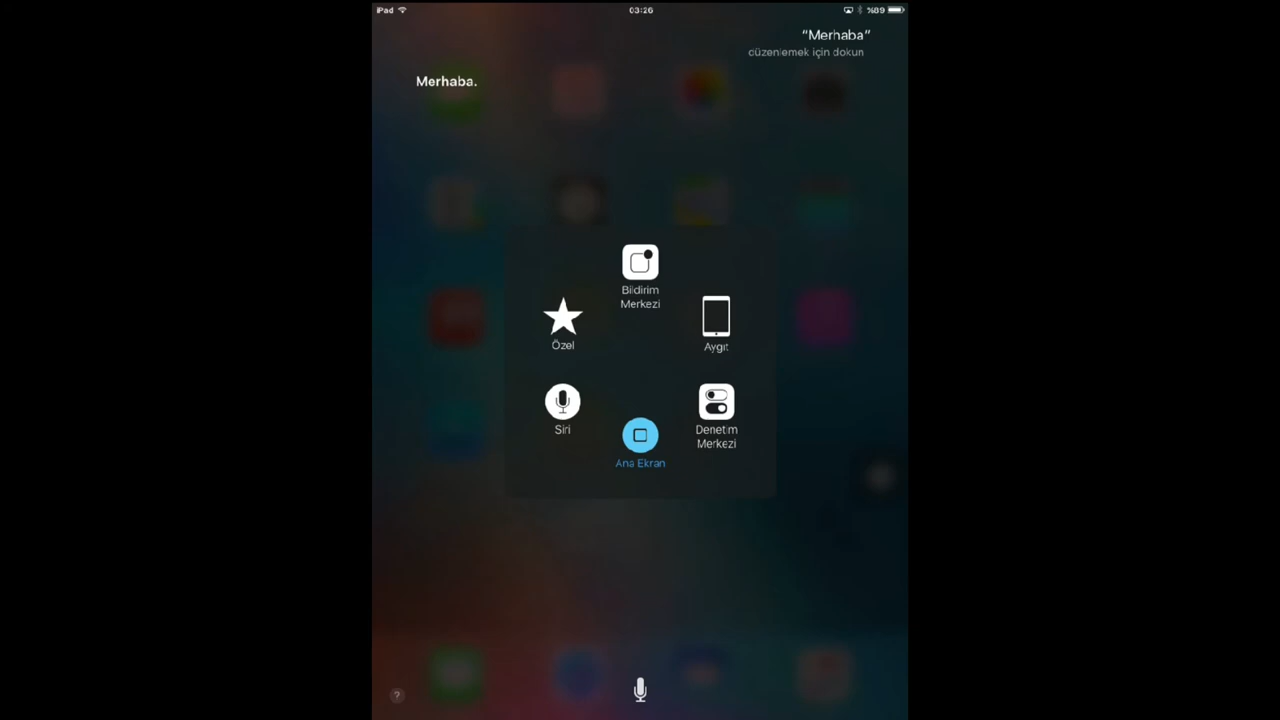 iPad
03:26
%89
“Merhaba”
düzenlemek için dokun
Merhaba.
Bildirim
Merkezi
Özel
Aygıt
Siri
Denetim
Merkezi
Ana Ekran
?